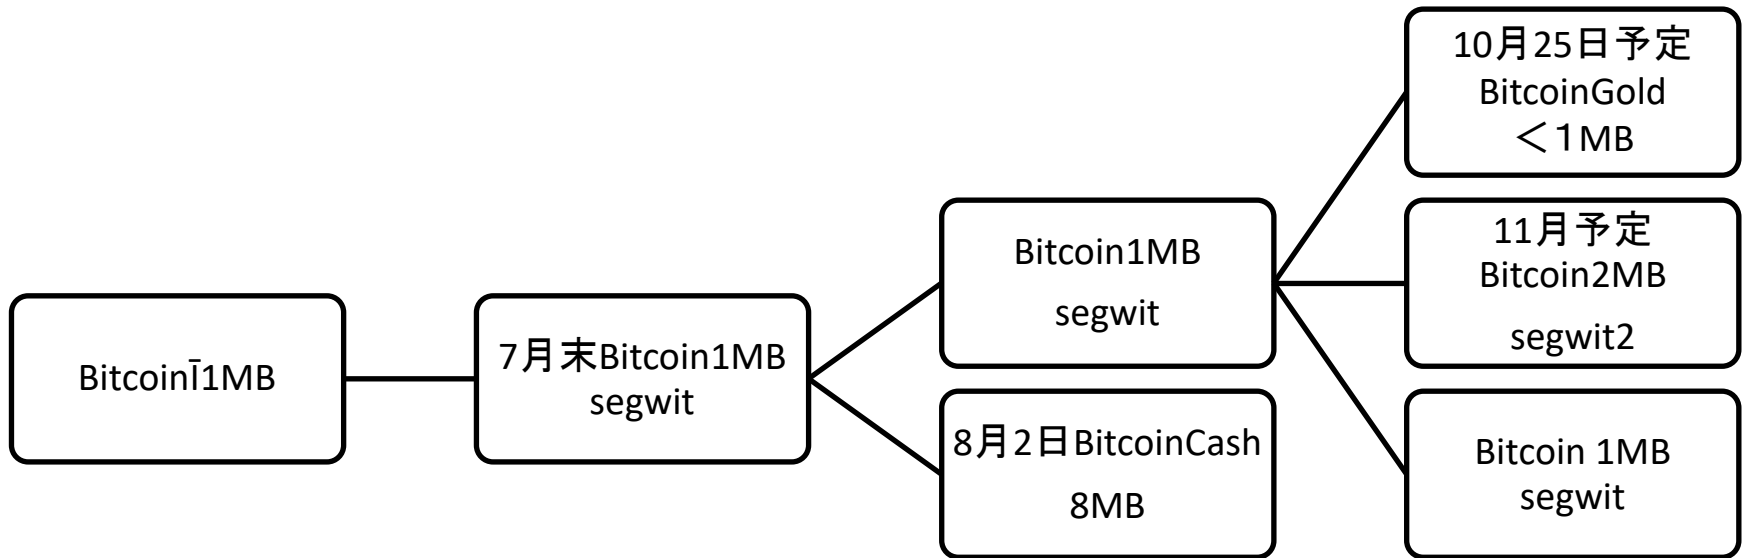 BitcoinĪ1MB
7月末Bitcoin1MB
segwit
Bitcoin1MB
segwit
8月2日BitcoinCash
8MB
10月25日予定
BitcoinGold
＜１MB
11月予定
Bitcoin2MB
segwit2
Bitcoin 1MB
segwit